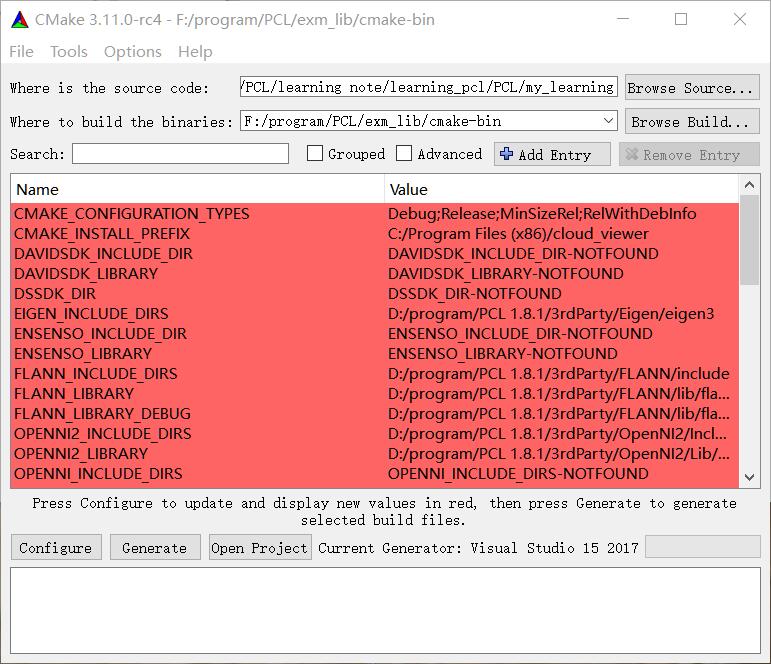 CMake 3.11.0-rc4 - F:/program/PCL/exm_lib/cmake-bin
File Tools Options Help
Where is the source code: /PCL/learning note/learning_pcl/PCL/my_learning Browse Source...
Where to build the binaries: F:/program/PCL/exm_lib/cmake-bin Browse Build...
Search: Grouped Advanced Add Entry Remove Entry
Name Value
CMAKE_CONFIGURATION_TYPES Debug;Release;MinSizeRel;RelWithDebInfo
CMAKE_INSTALL_PREFIX C:/Program Files (x86)/cloud_viewer
DAVIDSDK_INCLUDE_DIR DAVIDSDK_INCLUDE_DIR-NOTFOUND
DAVIDSDK_LIBRARY DAVIDSDK_LIBRARY-NOTFOUND
DSSDK_DIR DSSDK_DIR-NOTFOUND
EIGEN_INCLUDE_DIRS D:/program/PCL 1.8.1/3rdParty/Eigen/eigen3
ENSENSO_INCLUDE_DIR ENSENSO_INCLUDE_DIR-NOTFOUND
ENSENSO_LIBRARY ENSENSO_LIBRARY-NOTFOUND
FLANN_INCLUDE_DIRS D:/program/PCL 1.8.1/3rdParty/FLANN/include
FLANN_LIBRARY D:/program/PCL 1.8.1/3rdParty/FLANN/lib/fla...
FLANN_LIBRARY_DEBUG D:/program/PCL 1.8.1/3rdParty/FLANN/lib/fla...
OPENNI2_INCLUDE_DIRS D:/program/PCL 1.8.1/3rdParty/OpenNI2/Incl...
OPENNI2_LIBRARY D:/program/PCL 1.8.1/3rdParty/OpenNI2/Lib/...
OPENNI_INCLUDE_DIRS OPENNI_INCLUDE_DIRS-NOTFOUND
Press Configure to update and display new values in red, then press Generate to generate
selected build files.
Configure Generate Open Project Current Generator: Visual Studio 15 2017